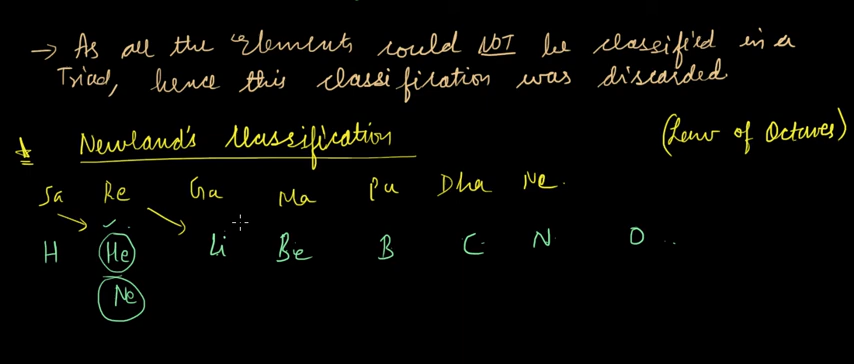 → As all the Elements could NOT be classified in a
Triad, hence this classification was discarded
* Newland's Classification (Law of Octaves)
Sa Re Ga Ma Pa Dha Ne.
H He Li Be B C N O ..
Ne